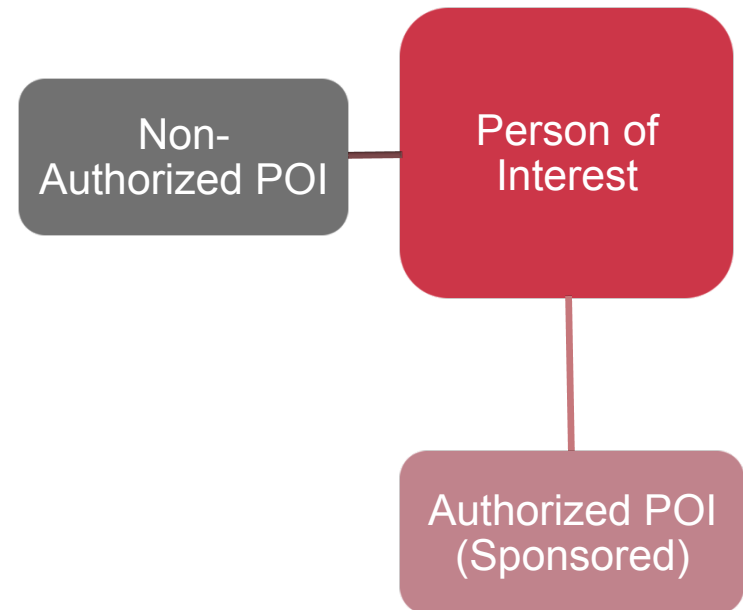 Non-
Authorized POI
Person of
Interest
Authorized POI
(Sponsored)